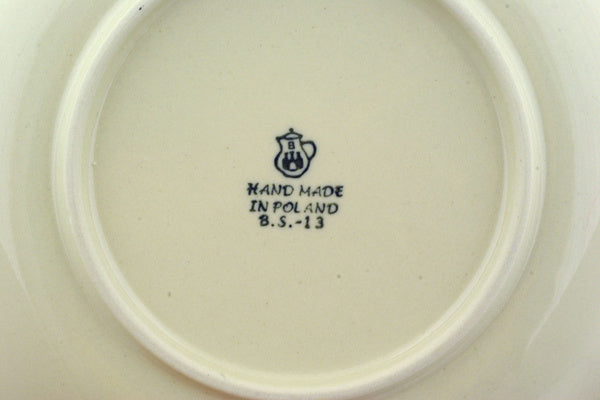 B
HAND MADE
IN POLAND
B.S.-13